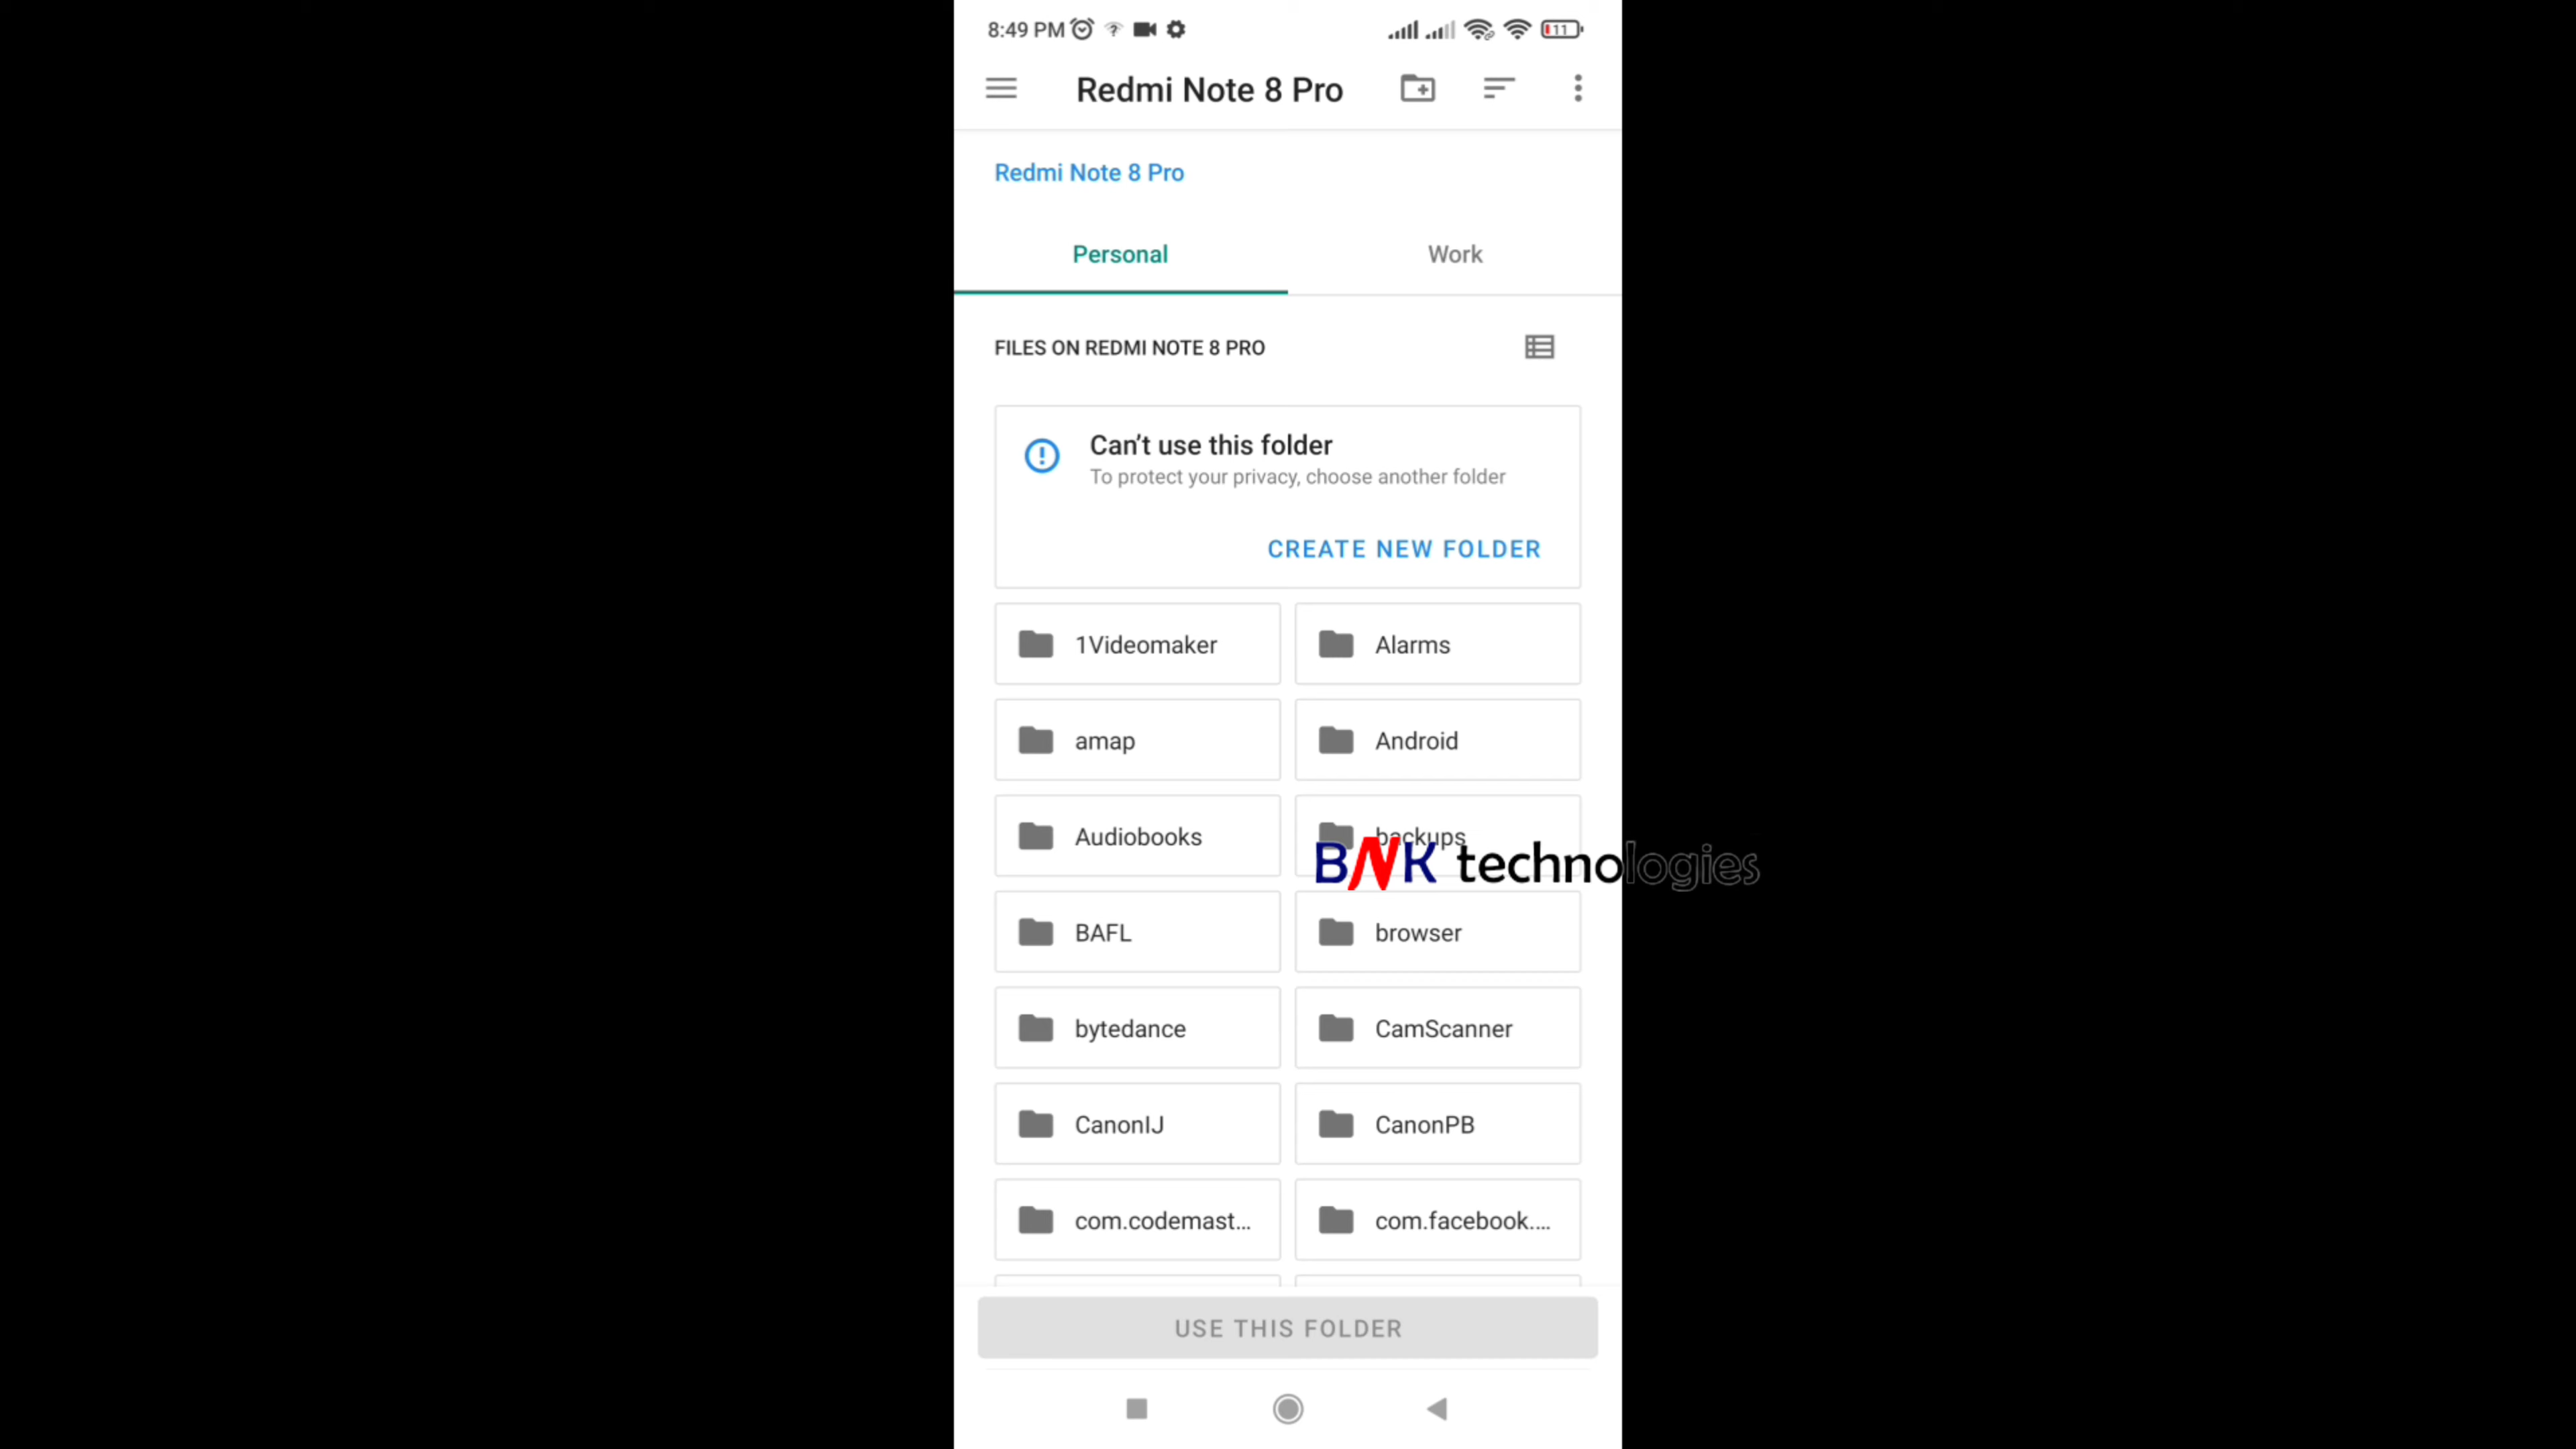 8:49 PM
11
Redmi Note 8 Pro
Redmi Note 8 Pro
Personal
Work
FILES ON REDMI NOTE 8 PRO
Can’t use this folder
To protect your privacy, choose another folder
CREATE NEW FOLDER
1Videomaker
Alarms
amap
Android
Audiobooks
backups
BNK technologies
BAFL
browser
bytedance
CamScanner
CanonIJ
CanonPB
com.codemast...
com.facebook....
USE THIS FOLDER